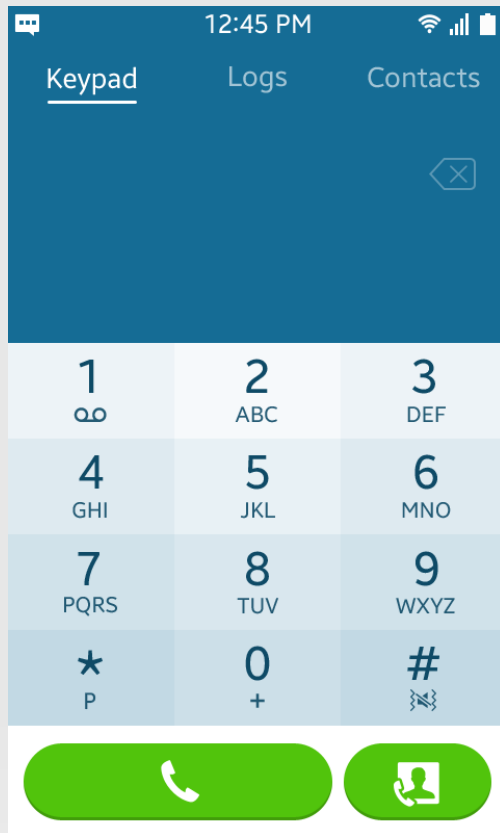 12:45 PM
Keypad Logs Contacts
1 2 3
ABC DEF
4 5 6
GHI JKL MNO
7 8 9
PQRS TUV WXYZ
* 0 #
P +